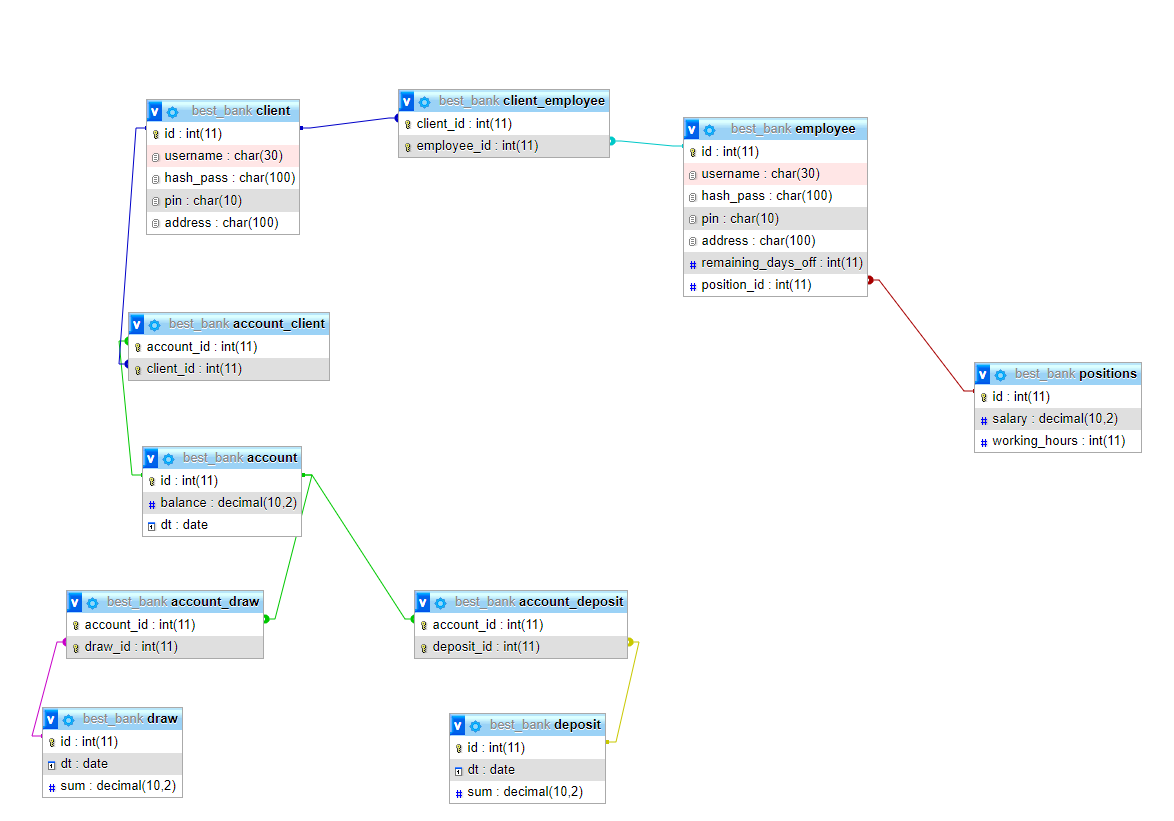 best_bank client
id : int(11)
username : char(30)
hash_pass : char(100)
pin : char(10)
address : char(100)
best_bank client_employee
client_id : int(11)
employee_id : int(11)
best_bank employee
id : int(11)
username : char(30)
hash_pass : char(100)
pin : char(10)
address : char(100)
remaining_days_off : int(11)
position_id : int(11)
best_bank account_client
account_id : int(11)
client_id : int(11)
best_bank positions
id : int(11)
salary : decimal(10,2)
working_hours : int(11)
best_bank account
id : int(11)
balance : decimal(10,2)
dt : date
best_bank account_draw
account_id : int(11)
draw_id : int(11)
best_bank account_deposit
account_id : int(11)
deposit_id : int(11)
best_bank draw
id : int(11)
dt : date
sum : decimal(10,2)
best_bank deposit
id : int(11)
dt : date
sum : decimal(10,2)